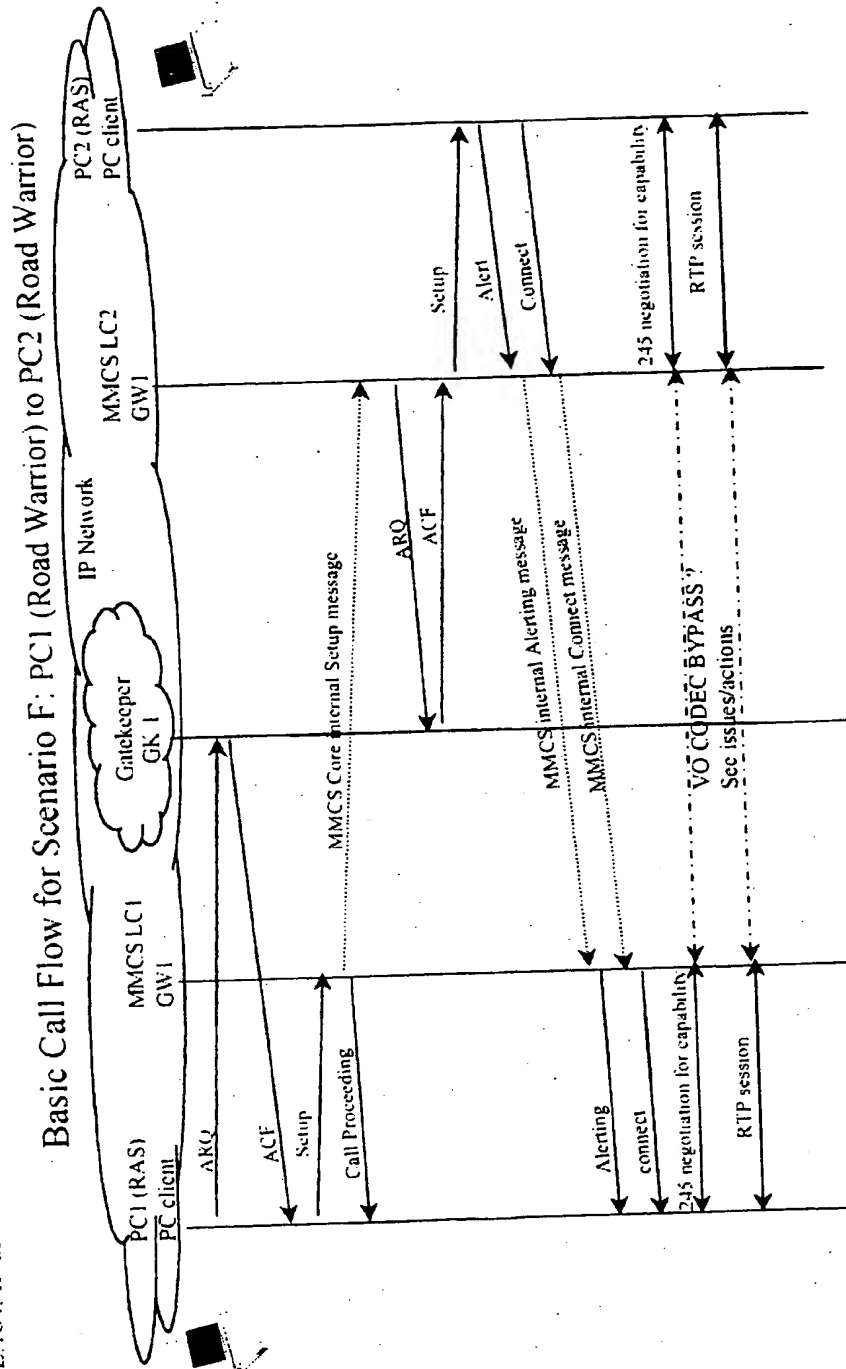 Basic Call Flow for Scenario F: PC1 (Road Warrior) to PC2 (Road Warrior)
PC1 (RAS)
PC client
MMCS LC1
GW1
Gatekeeper
GK 1
IP Network
MMCS LC2
GW1
PC2 (RAS)
PC client
ARQ
ACF
Setup
Call Proceeding
MMCS Core internal Setup message
ARQ
ACF
Setup
Alert
Connect
MMCS internal Alerting message
MMCS internal Connect message
Alerting
connect
245 negotiation for capability
RTP session
VO CODEC BYPASS ?
See issues/actions
245 negotiation for capability
RTP session